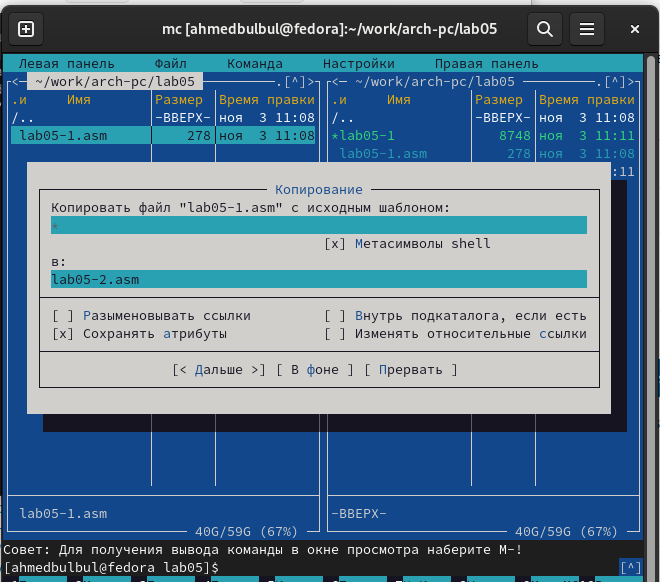 mc [ahmedbulbul@fedora]:~/work/arch-pc/lab05
Левая панель Файл Команда Настройки Правая панель
~/work/arch-pc/lab05 .[^]> <─ ~/work/arch-pc/lab05 .[^]>
.и Имя Размер Время правки .и Имя Размер Время правки
/.. -ВВЕРХ- ноя 3 11:08 /.. -ВВЕРХ- ноя 3 11:08
lab05-1.asm 278 ноя 3 11:08 *lab05-1 8748 ноя 3 11:11
lab05-1.asm 278 ноя 3 11:08
:11
Копирование
Копировать файл "lab05-1.asm" с исходным шаблоном:
*
[x] Метасимволы shell
в:
lab05-2.asm
[ ] Разыменовывать ссылки [ ] Внутрь подкаталога, если есть
[x] Сохранять атрибуты [ ] Изменять относительные ссылки
[< Дальше >] [ В фоне ] [ Прервать ]
lab05-1.asm -ВВЕРХ-
40G/59G (67%) 40G/59G (67%)
Совет: Для получения вывода команды в окне просмотра наберите M-!
[ahmedbulbul@fedora lab05]$ [^]